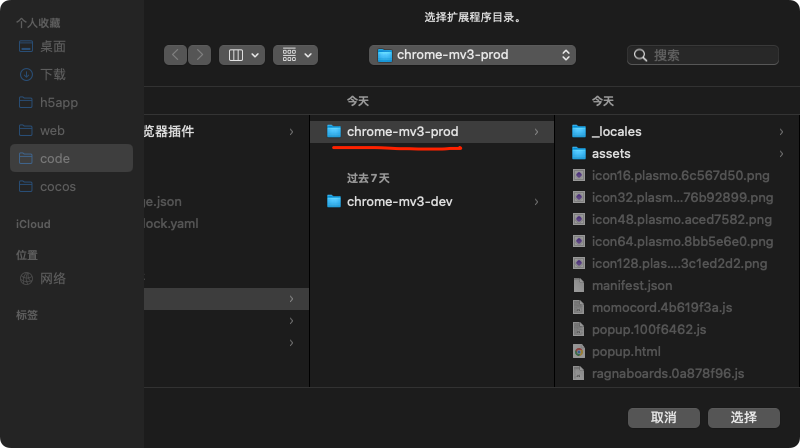 选择扩展程序目录。
个人收藏
桌面
下载
h5app
web
code
cocos
iCloud
位置
网络
标签
chrome-mv3-prod
搜索
今天
今天
览器插件
ge.json
lock.yaml
chrome-mv3-prod
过去 7 天
chrome-mv3-dev
_locales
assets
icon16.plasmo.6c567d50.png
icon32.plasm...76b92899.png
icon48.plasmo.aced7582.png
icon64.plasmo.8bb5e6e0.png
icon128.plas....3c1ed2d2.png
manifest.json
momocord.4b619f3a.js
popup.100f6462.js
popup.html
ragnaboards.0a878f96.js
取消
选择